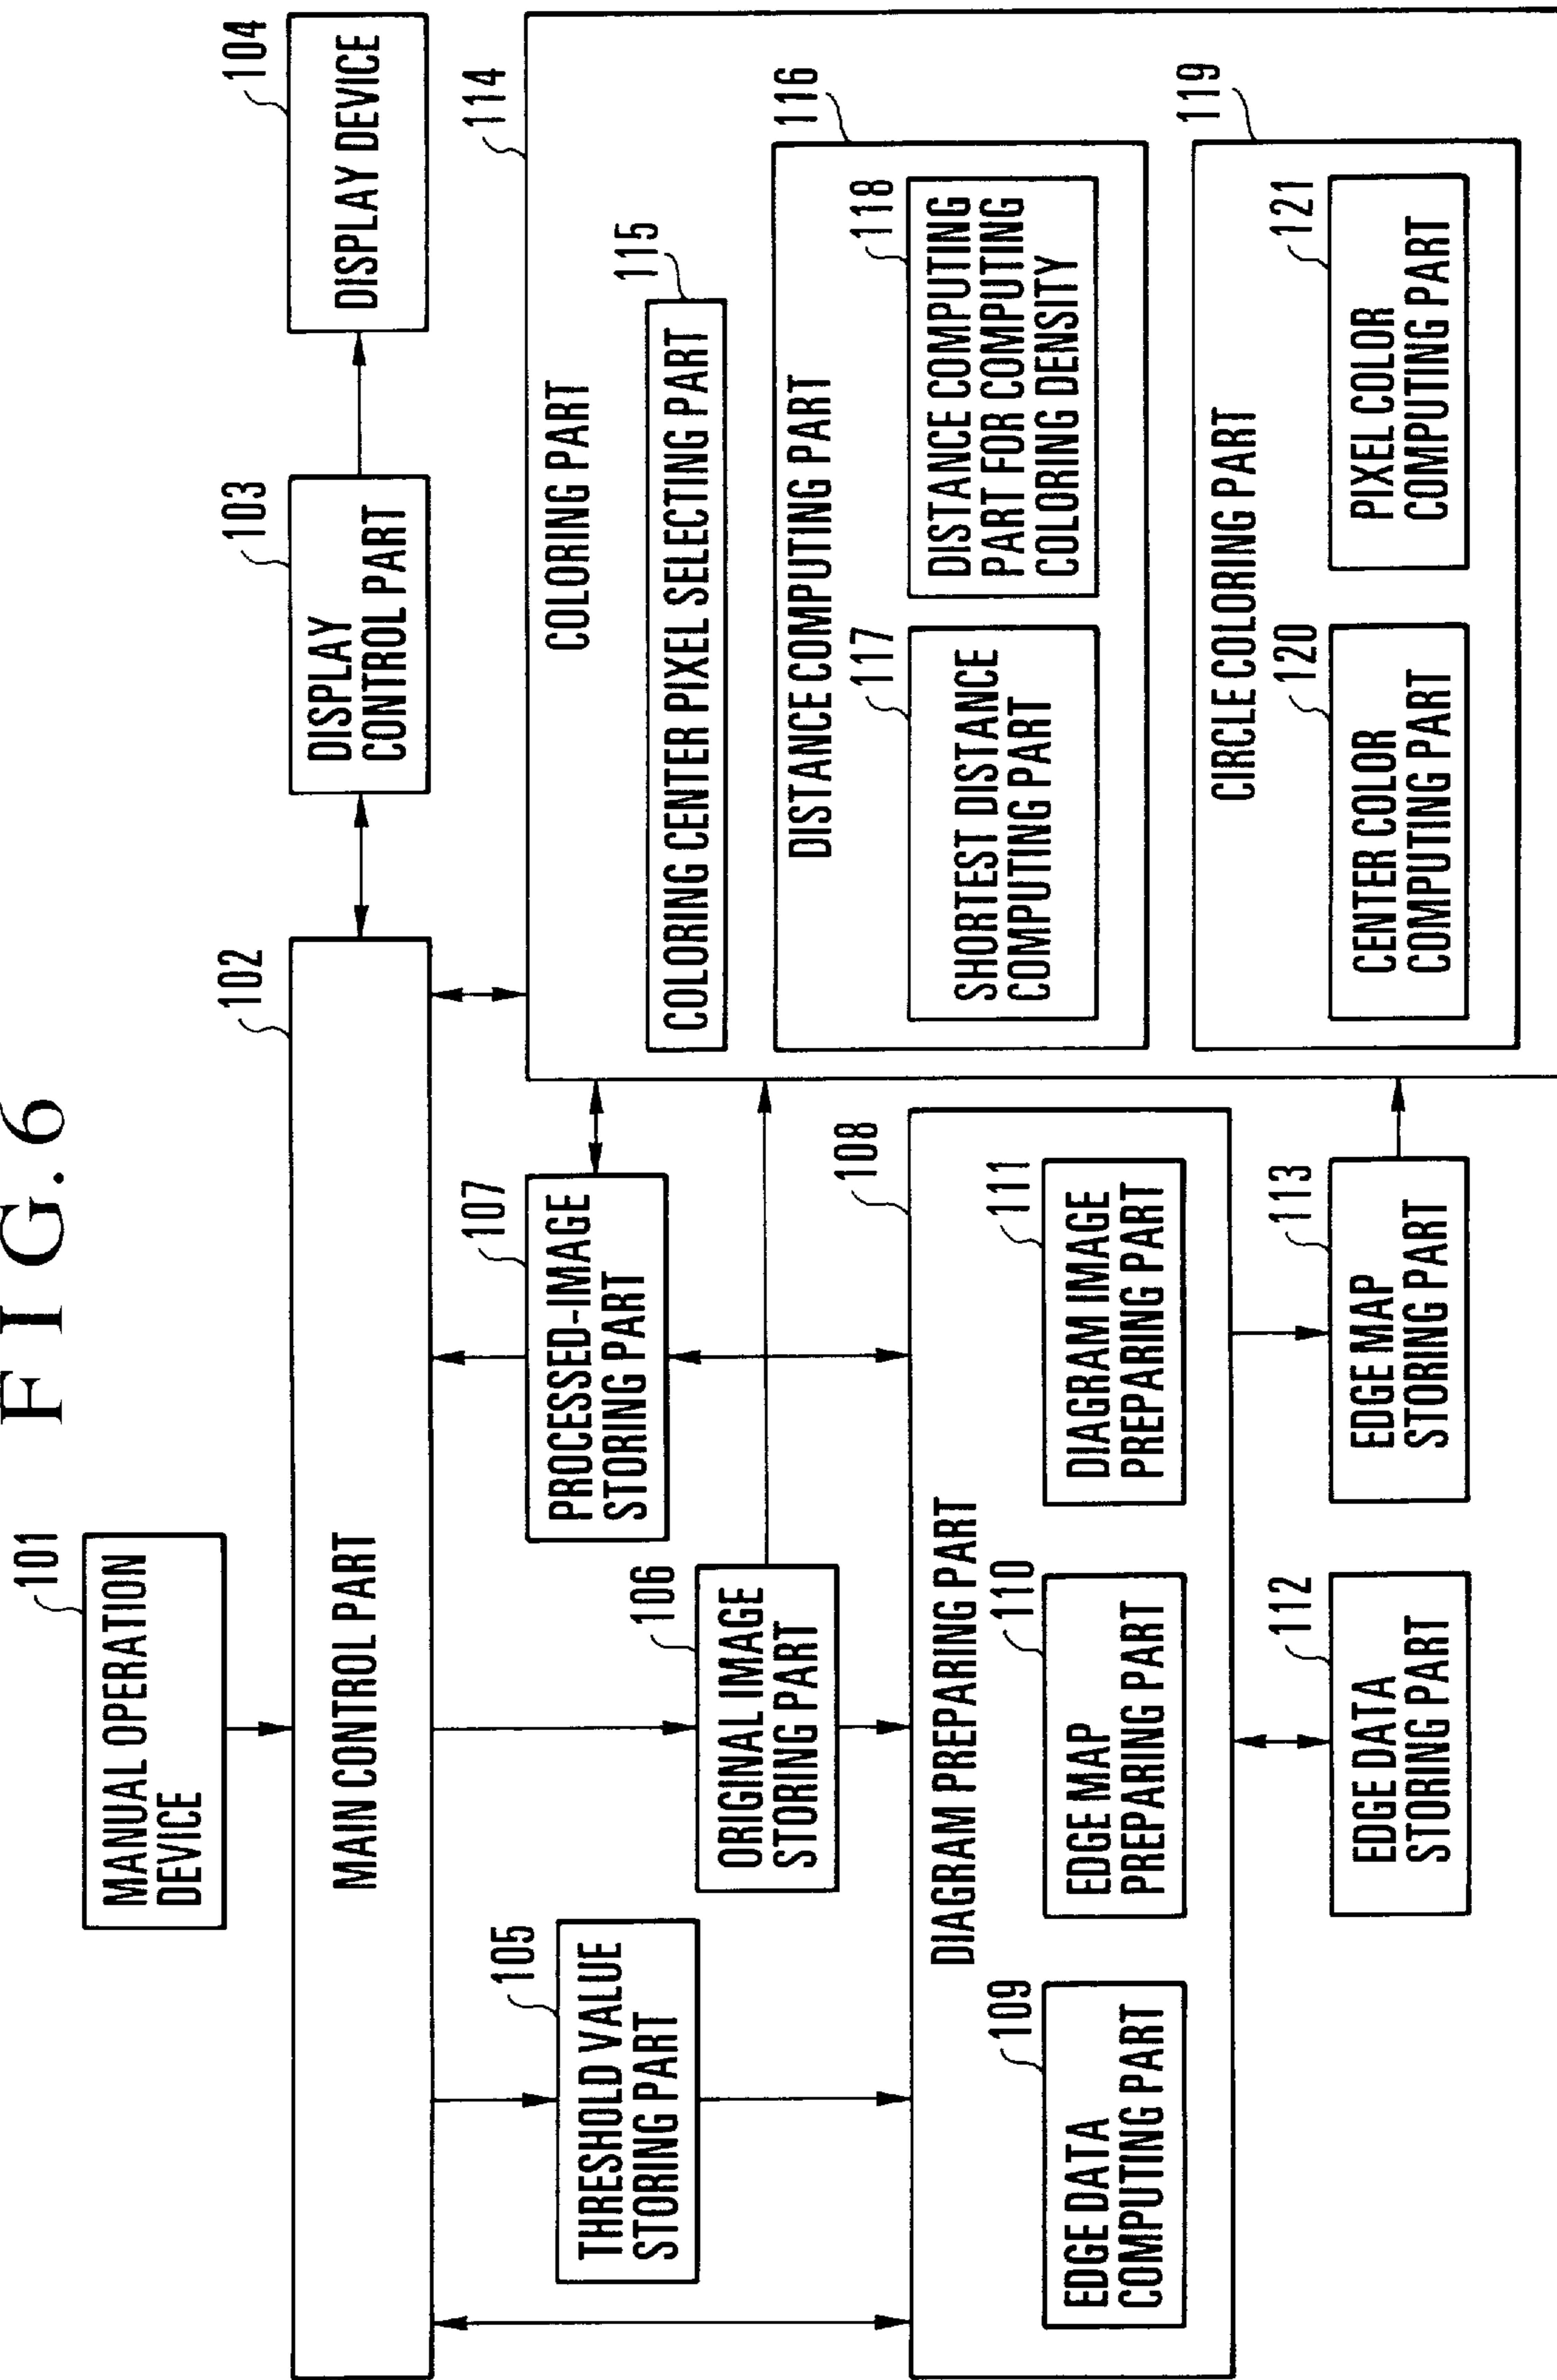 FIG.6
101
MANUAL OPERATION
DEVICE
102
MAIN CONTROL PART
103
DISPLAY
CONTROL PART
104
DISPLAY DEVICE
105
THRESHOLD VALUE
STORING PART
106
ORIGINAL IMAGE
STORING PART
107
PROCESSED-IMAGE
STORING PART
108
DIAGRAM PREPARING PART
109
EDGE DATA
COMPUTING PART
110
EDGE MAP
PREPARING PART
111
DIAGRAM IMAGE
PREPARING PART
112
EDGE DATA
STORING PART
113
EDGE MAP
STORING PART
114
COLORING PART
115
COLORING CENTER PIXEL SELECTING PART
116
DISTANCE COMPUTING PART
117
SHORTEST DISTANCE
COMPUTING PART
118
DISTANCE COMPUTING
PART FOR COMPUTING
COLORING DENSITY
119
CIRCLE COLORING PART
120
CENTER COLOR
COMPUTING PART
121
PIXEL COLOR
COMPUTING PART